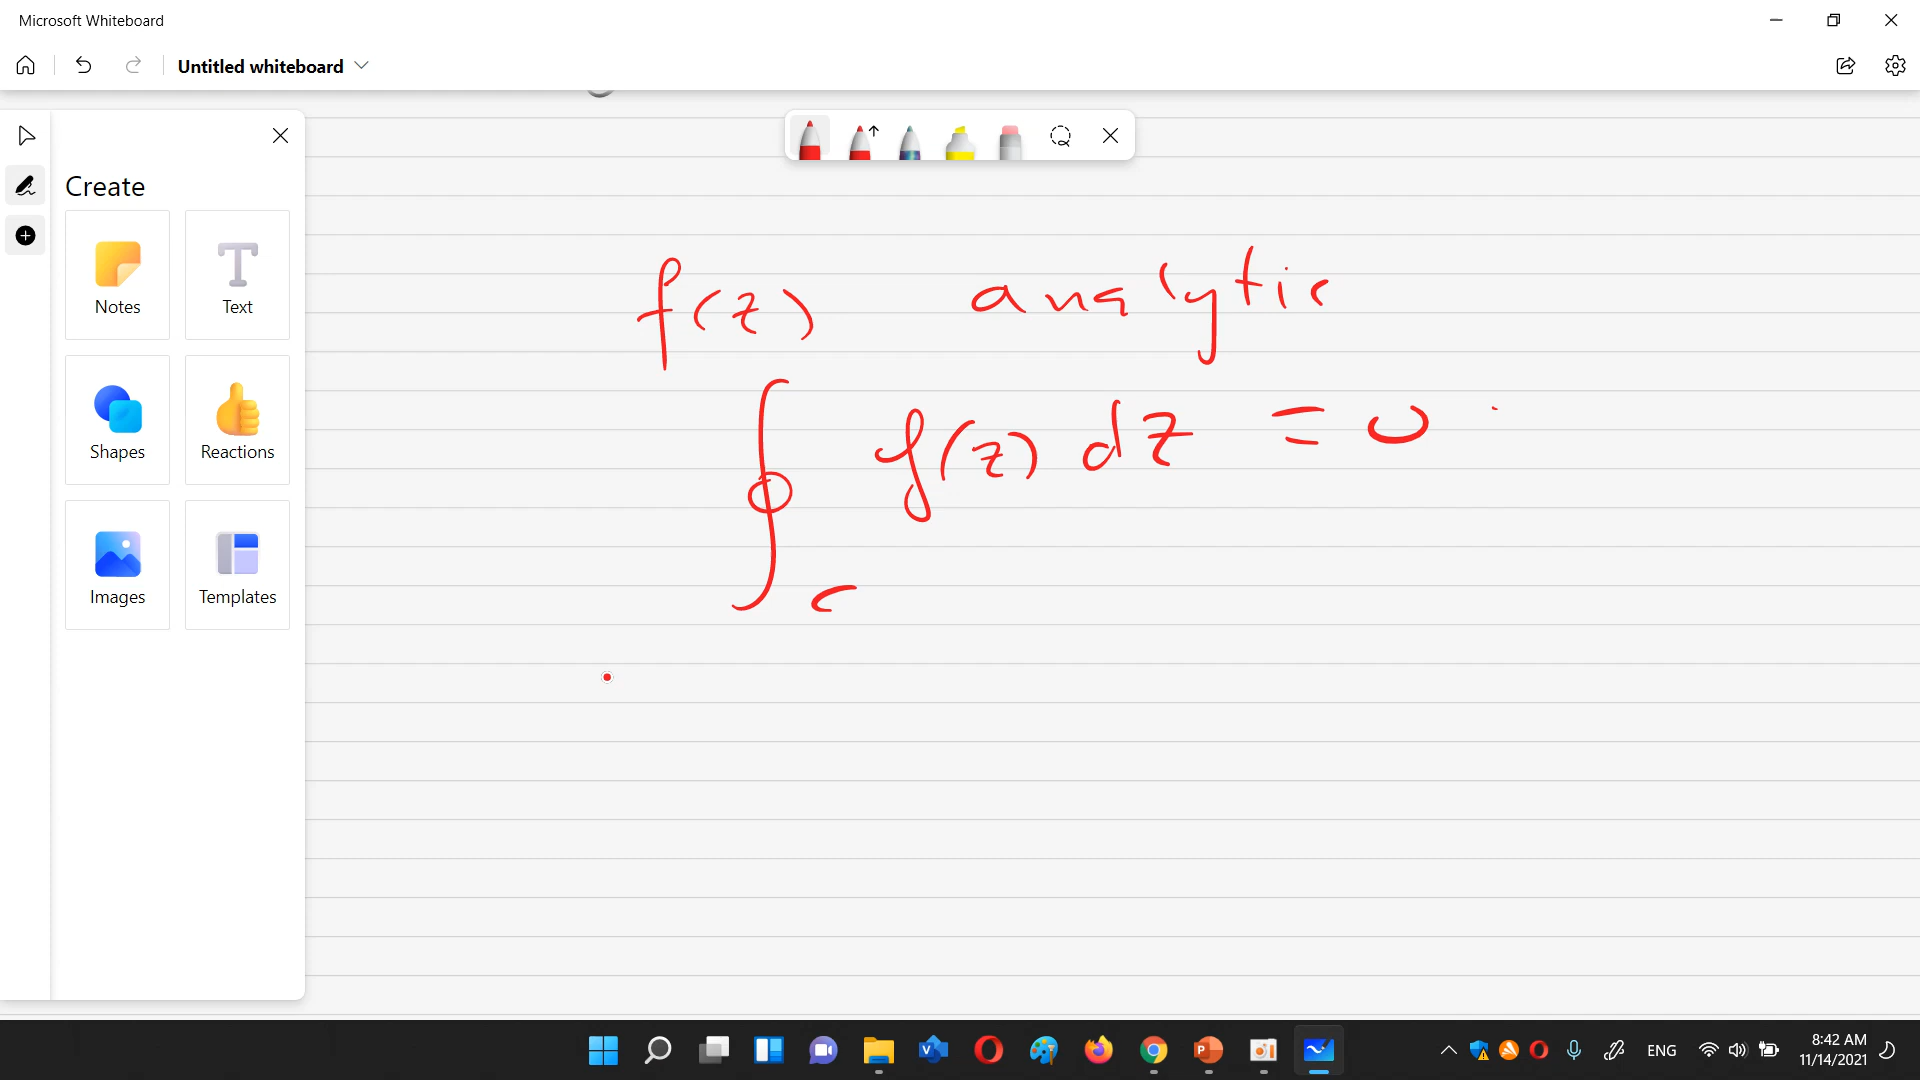 Microsoft Whiteboard
Untitled whiteboard
Create
Notes
Text
Shapes
Reactions
Images
Templates
f(z) analytic
∮_c f(z) dz = 0
ENG
8:42 AM
11/14/2021